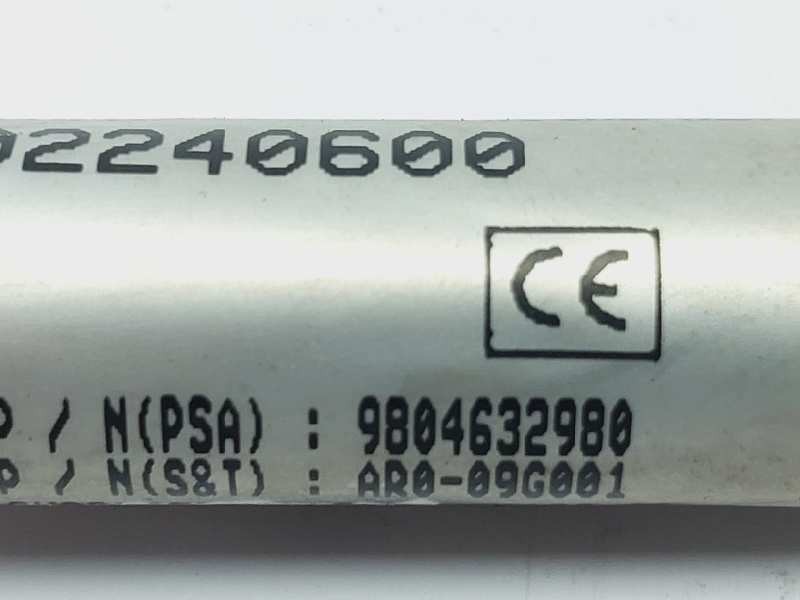 02240600
CE
P / N(PSA) : 9804632980
P / N(S&T) : AR0-09G001